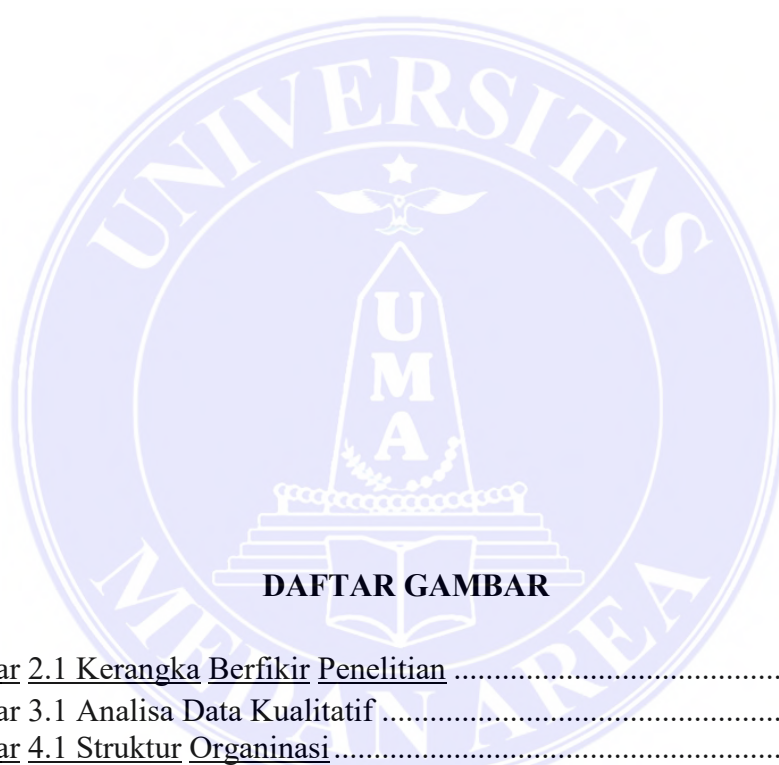 UNIVERSITAS
U
M
A
MEDAN AREA
DAFTAR GAMBAR
ar 2.1 Kerangka Berfikir Penelitian ........................................
ar 3.1 Analisa Data Kualitatif ..................................................
ar 4.1 Struktur Organinasi........................................................